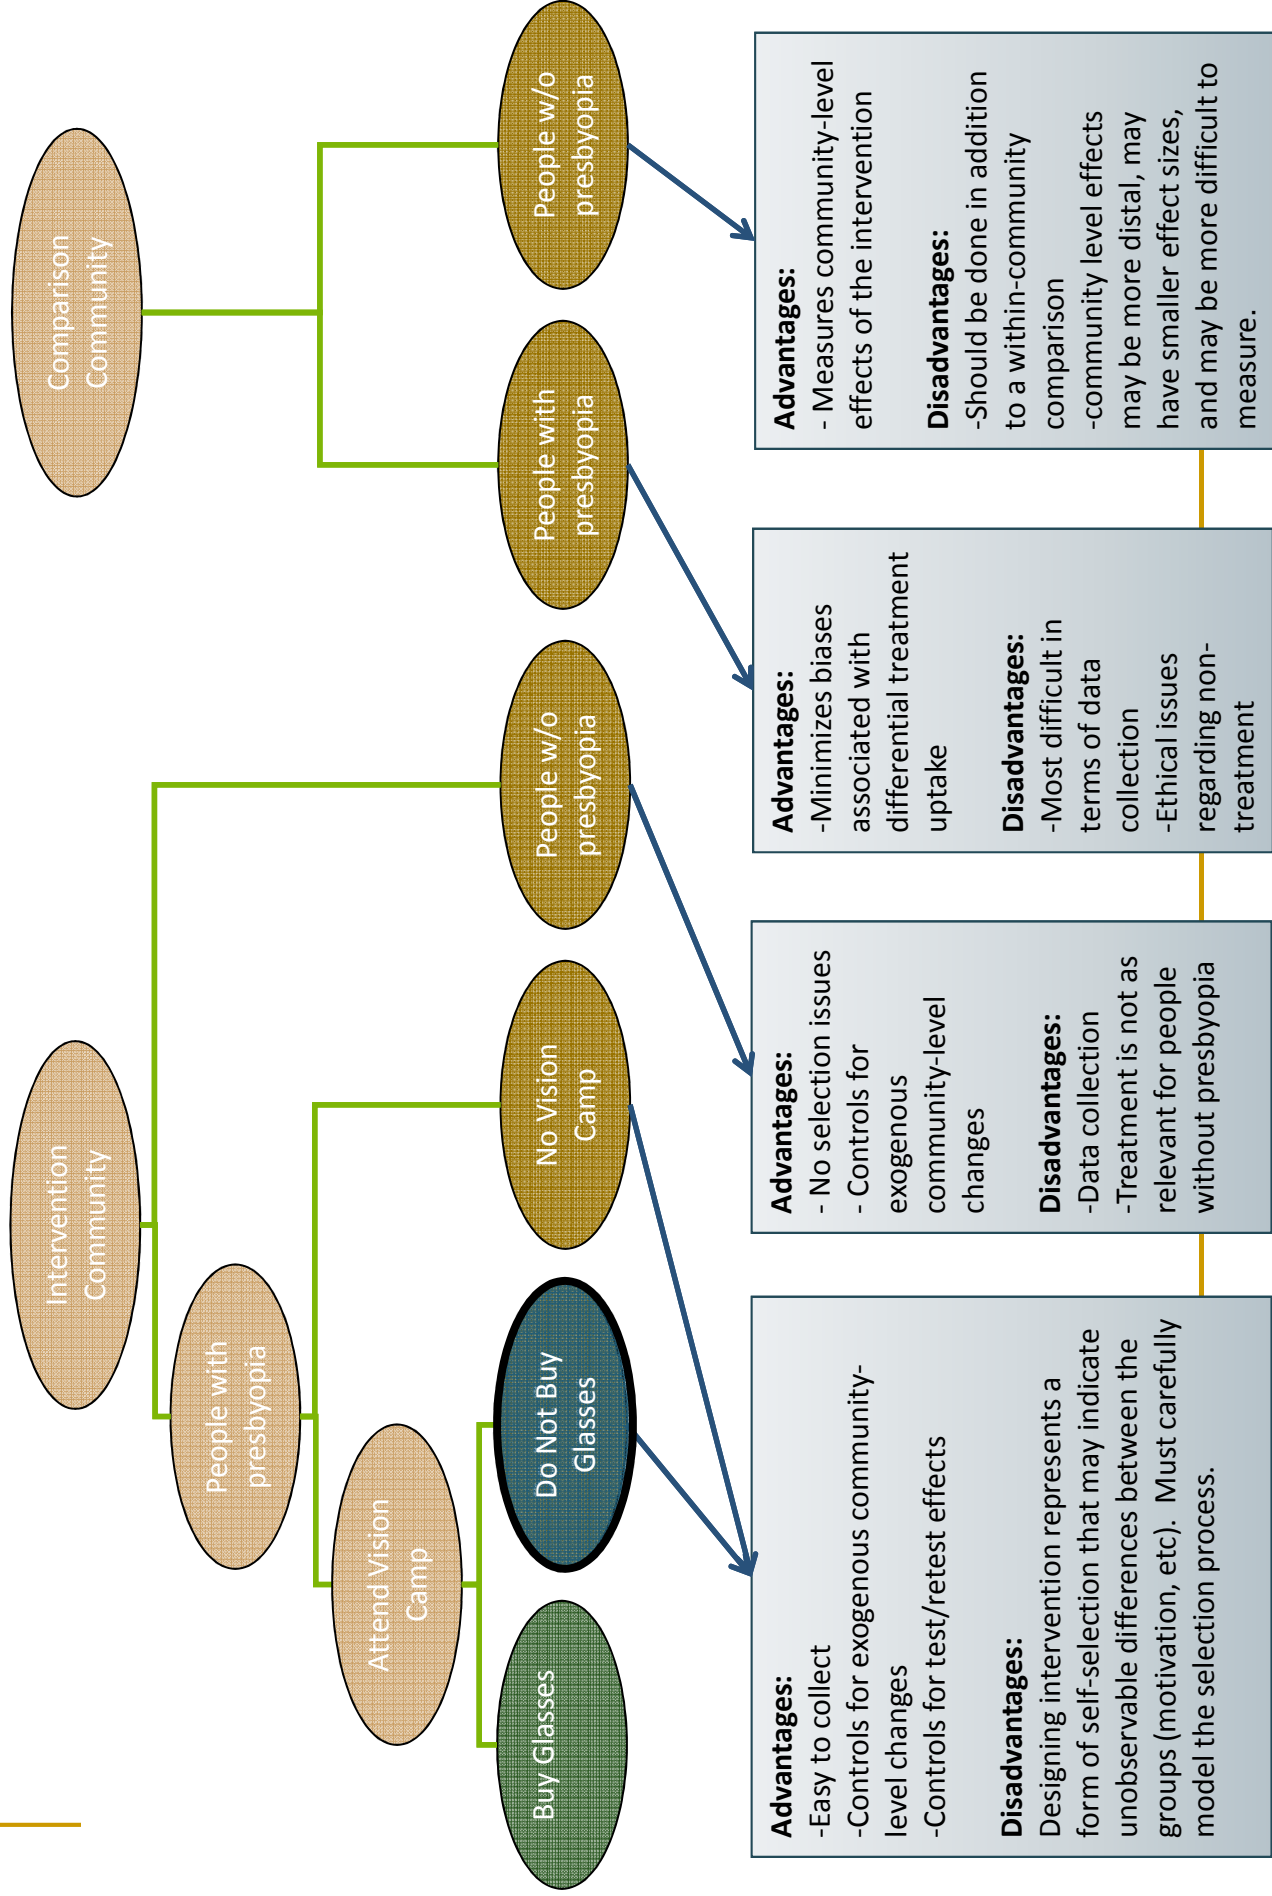 Intervention
Community
Comparison
Community
People with
presbyopia
Attend Vision
Camp
Buy Glasses
Do Not Buy
Glasses
No Vision
Camp
People w/o
presbyopia
People with
presbyopia
People w/o
presbyopia
Advantages:
-Easy to collect
-Controls for exogenous community-
level changes
-Controls for test/retest effects
Disadvantages:
Designing intervention represents a
form of self-selection that may indicate
unobservable differences between the
groups (motivation, etc).  Must carefully
model the selection process.
Advantages:
- No selection issues
- Controls for
exogenous
community-level
changes
Disadvantages:
-Data collection
-Treatment is not as
relevant for people
without presbyopia
Advantages:
-Minimizes biases
associated with
differential treatment
uptake
Disadvantages:
-Most difficult in
terms of data
collection
-Ethical issues
regarding non-
treatment
Advantages:
- Measures community-level
effects of the intervention
Disadvantages:
-Should be done in addition
to a within-community
comparison
-community level effects
may be more distal, may
have smaller effect sizes,
and may be more difficult to
measure.